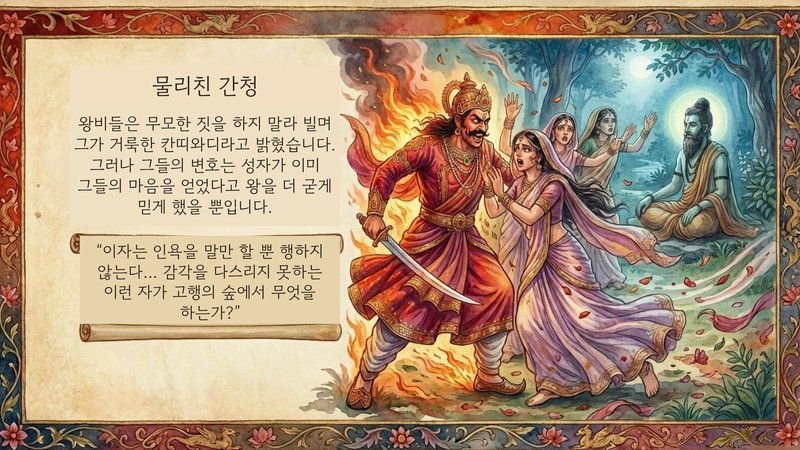 물리친 간청
왕비들은 무모한 짓을 하지 말라 빌며
그가 거룩한 칸띠와디라고 밝혔습니다.
그러나 그들의 변호는 성자가 이미
그들의 마음을 얻었다고 왕을 더 굳게
믿게 했을 뿐입니다.
“이자는 인욕을 말만 할 뿐 행하지
않는다... 감각을 다스리지 못하는
이런 자가 고행의 숲에서 무엇을
하는가?”